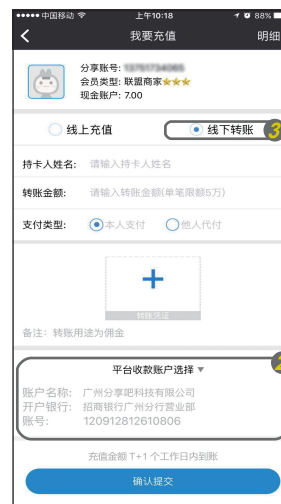 中国移动 上午10:18 88%
我要充值 明细
分享账号:
会员类型: 联盟商家
现金账户: 7.00
线上充值 线下转账 3
持卡人姓名: 请输入持卡人姓名
转账金额: 请输入转账金额(单笔限额5万)
支付类型: 本人支付 他人代付
+
转账凭证
备注: 转账用途为佣金
平台收款账户选择 ▼
账户名称: 广州分享吧科技有限公司
开户银行: 招商银行广州分行营业部
账号: 120912812610806
充值金额 T+1 个工作日内到账
确认提交